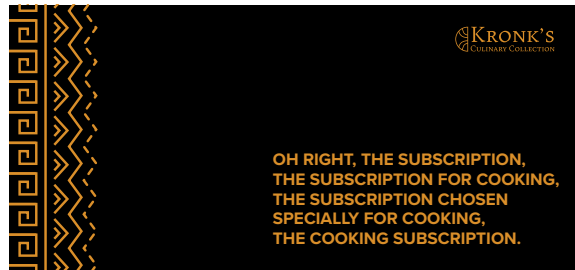 KRONK'S
CULINARY COLLECTION
OH RIGHT, THE SUBSCRIPTION,
THE SUBSCRIPTION FOR COOKING,
THE SUBSCRIPTION CHOSEN
SPECIALLY FOR COOKING,
THE COOKING SUBSCRIPTION.